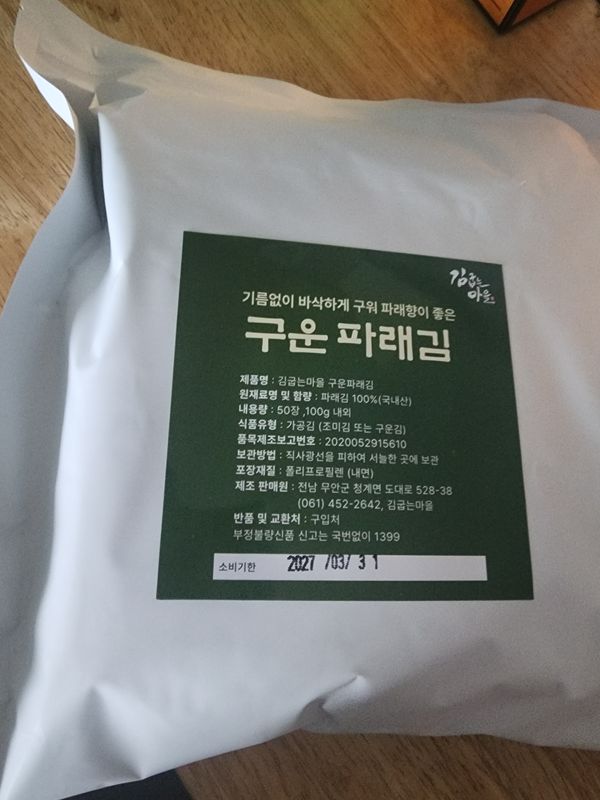 김굽는
마을
기름없이 바삭하게 구워 파래향이 좋은
구운 파래김
제품명 : 김굽는마을 구운파래김
원재료명 및 함량 : 파래김 100%(국내산)
내용량 : 50장 ,100g 내외
식품유형 : 가공김 (조미김 또는 구운김)
품목제조보고번호 : 2020052915610
보관방법 : 직사광선을 피하여 서늘한 곳에 보관
포장재질 : 폴리프로필렌 (내면)
제조 판매원 : 전남 무안군 청계면 도대로 528-38
(061) 452-2642, 김굽는마을
반품 및 교환처 : 구입처
부정불량신품 신고는 국번없이 1399
소비기한 2027 /03/ 31